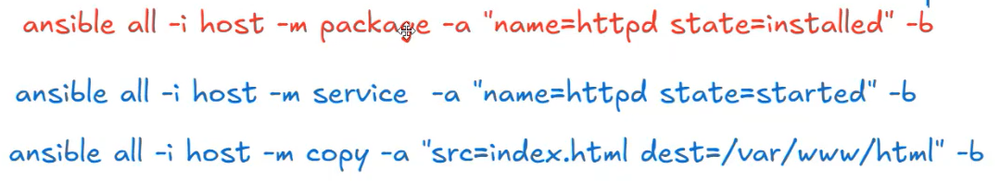 ansible all -i host -m package -a "name=httpd state=installed" -b
ansible all -i host -m service -a "name=httpd state=started" -b
ansible all -i host -m copy -a "src=index.html dest=/var/www/html" -b